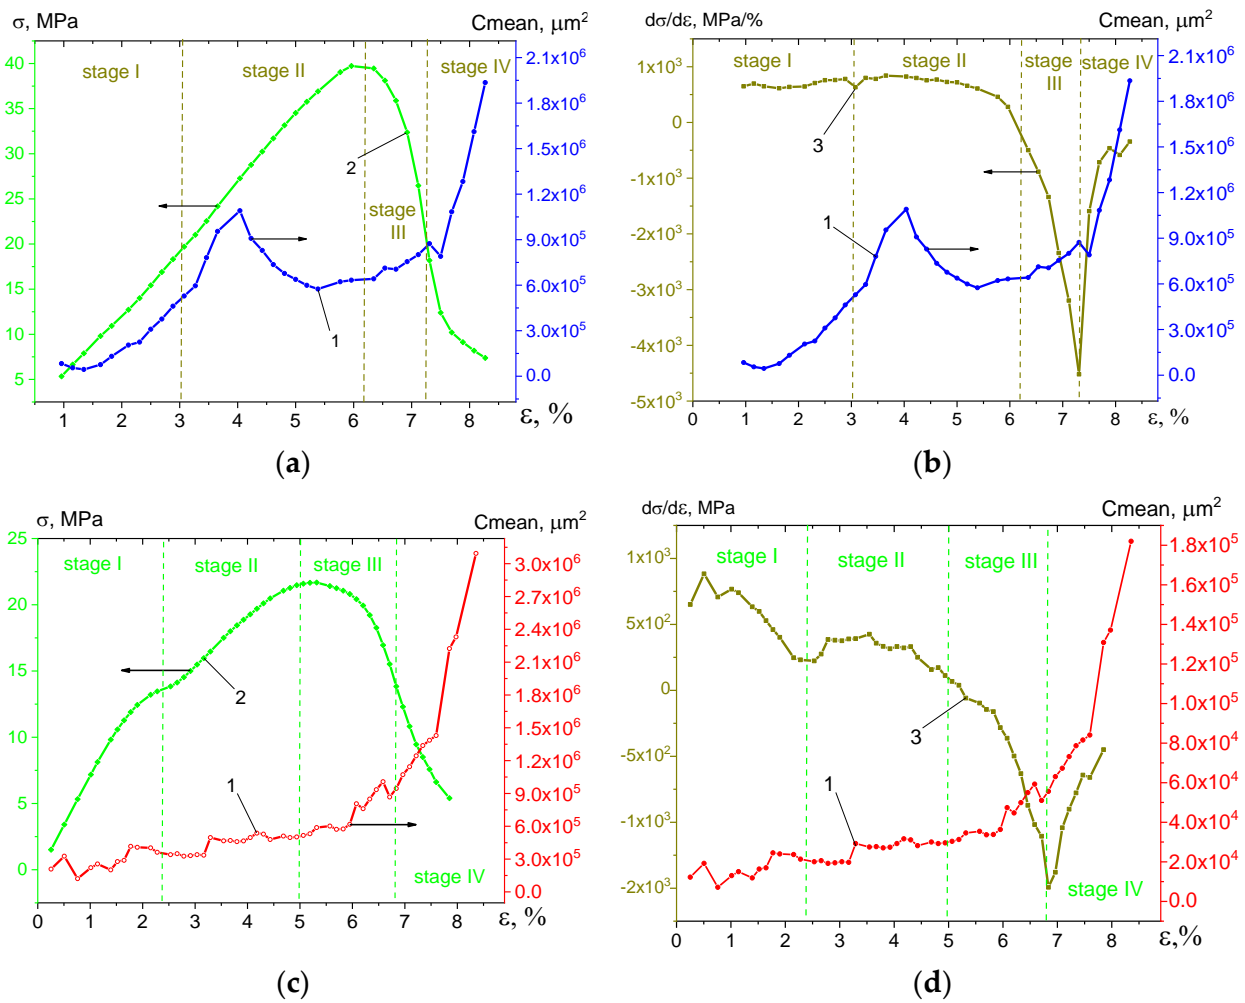 σ, MPa
Cmean, μm²
stage I
stage II
stage IV
stage
III
2
1
40
35
30
25
20
15
10
5
2.1x10⁶
1.8x10⁶
1.5x10⁶
1.2x10⁶
9.0x10⁵
6.0x10⁵
3.0x10⁵
0.0
1 2 3 4 5 6 7 8
ε, %
(a)
dσ/dε, MPa/%
Cmean, μm²
stage I
stage II
stage
III
stage IV
3
1
1x10³
0
-1x10³
-2x10³
-3x10³
-4x10³
-5x10³
2.1x10⁶
1.8x10⁶
1.5x10⁶
1.2x10⁶
9.0x10⁵
6.0x10⁵
3.0x10⁵
0.0
0 1 2 3 4 5 6 7 8
ε, %
(b)
σ, MPa
Cmean, μm²
stage I
stage II
stage III
stage IV
2
1
25
20
15
10
5
0
3.0x10⁶
2.7x10⁶
2.4x10⁶
2.1x10⁶
1.8x10⁶
1.5x10⁶
1.2x10⁶
9.0x10⁵
6.0x10⁵
3.0x10⁵
0.0
0 1 2 3 4 5 6 7 8
ε, %
(c)
dσ/dε, MPa
Cmean, μm²
stage I
stage II
stage III
stage IV
3
1
1x10³
5x10²
0
-5x10²
-1x10³
-2x10³
1.8x10⁵
1.6x10⁵
1.4x10⁵
1.2x10⁵
1.0x10⁵
8.0x10⁴
6.0x10⁴
4.0x10⁴
2.0x10⁴
0.0
0 1 2 3 4 5 6 7 8
ε,%
(d)